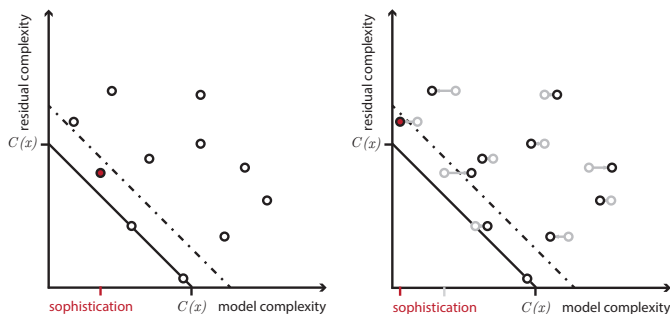 residual complexity
C(x)
sophistication
C(x)
model complexity
residual complexity
C(x)
sophistication
C(x)
model complexity